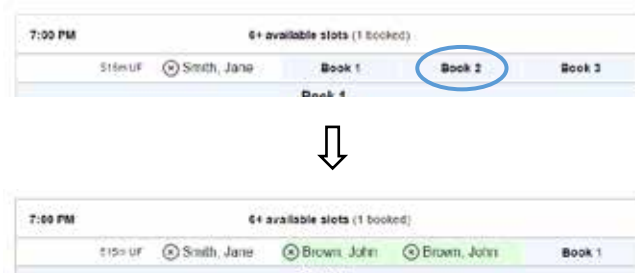 7:00 PM 6+ available slots (1 booked)
Smith, Jane Book 1 Book 2 Book 3
Book 1
7:00 PM 6+ available slots (1 booked)
Smith, Jane Brown, John Brown, John Book 1